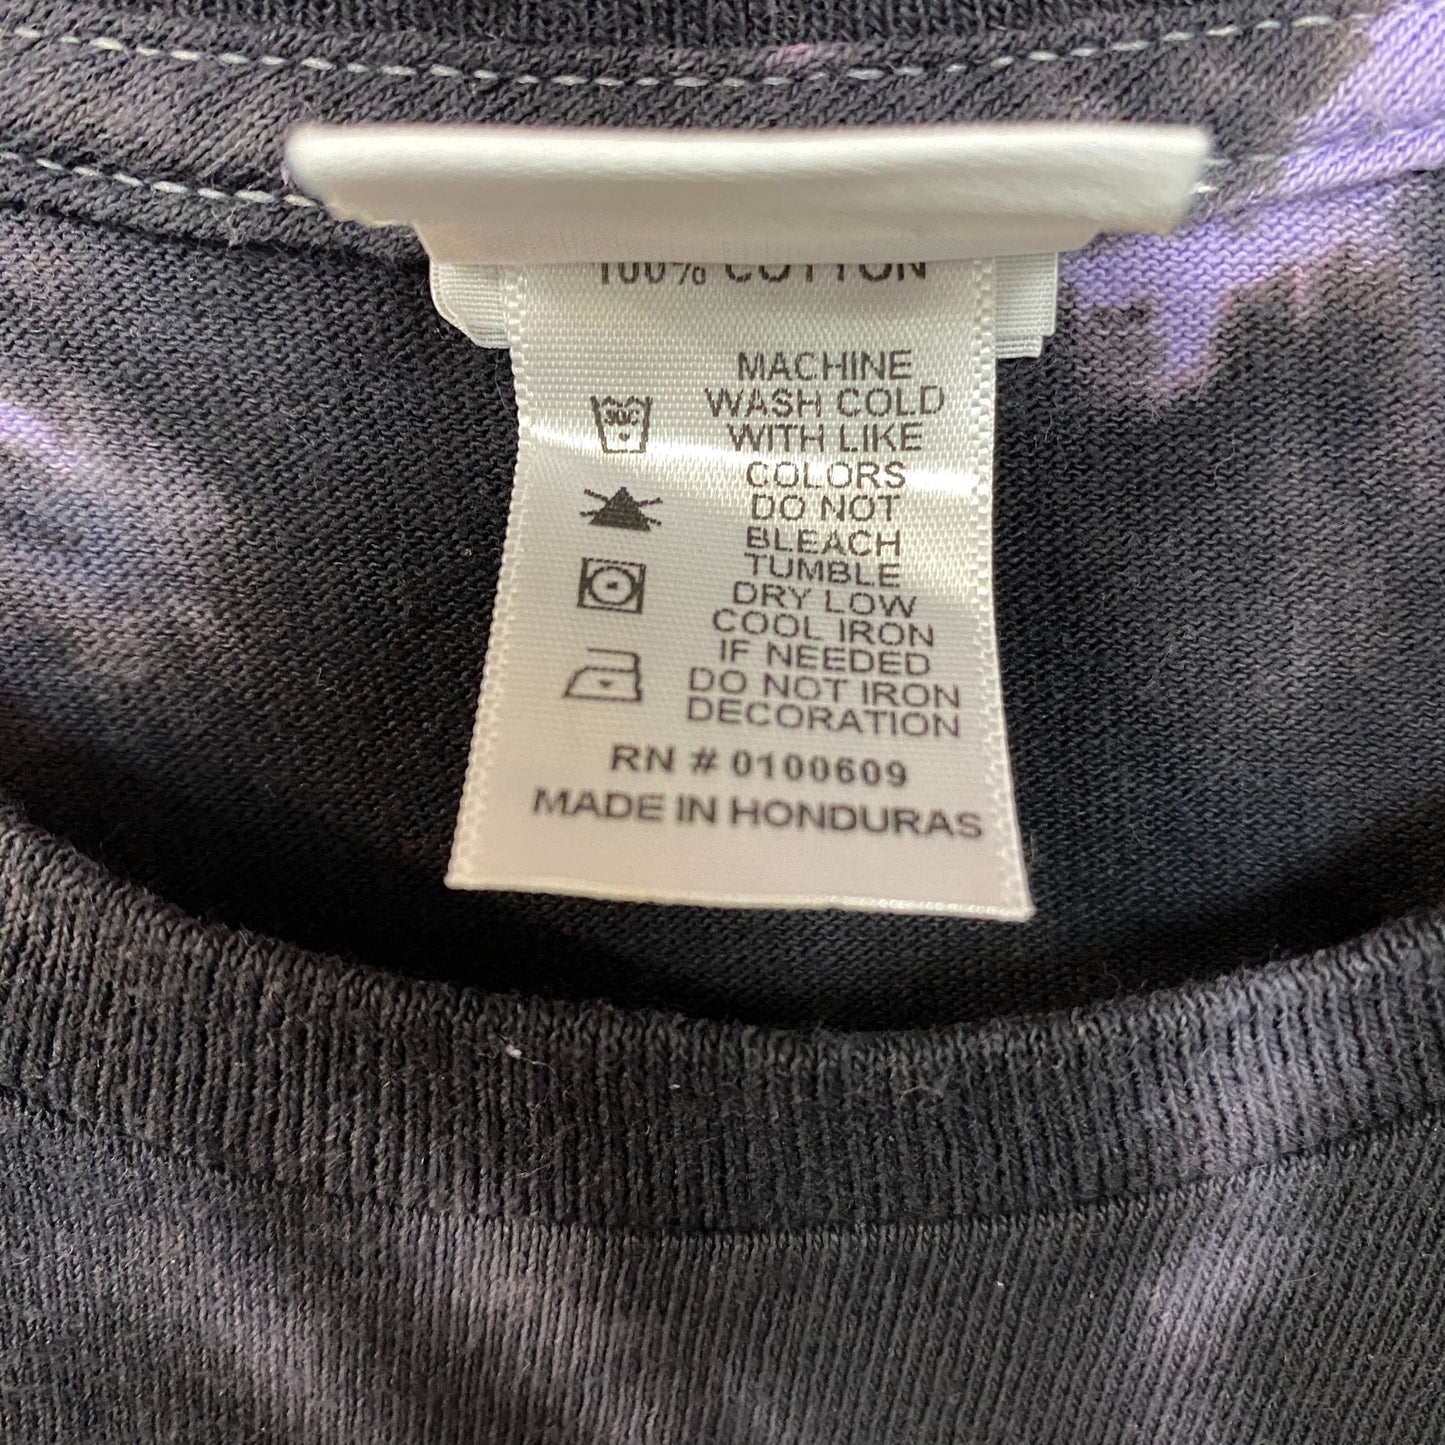 100% COTTON
MACHINE
WASH COLD
WITH LIKE
COLORS
DO NOT
BLEACH
TUMBLE
DRY LOW
COOL IRON
IF NEEDED
DO NOT IRON
DECORATION
30C
RN # 0100609
MADE IN HONDURAS